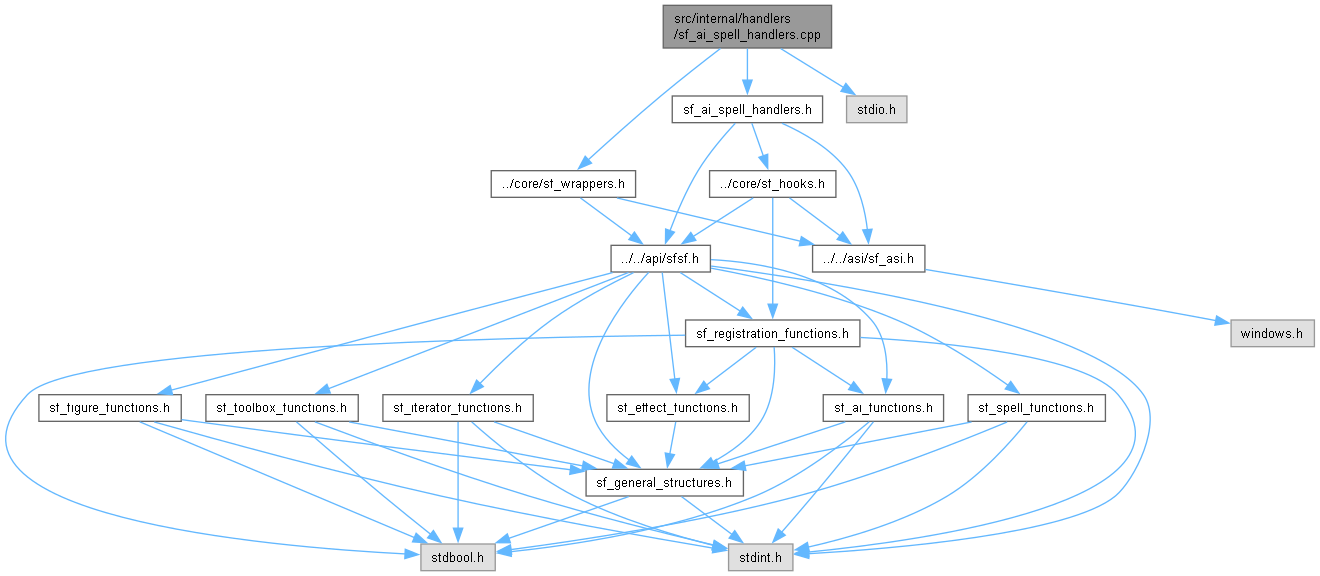 src/internal/handlers
/sf_ai_spell_handlers.cpp
sf_ai_spell_handlers.h
stdio.h
../core/sf_wrappers.h
../core/sf_hooks.h
../../api/sfsf.h
../../asi/sf_asi.h
sf_registration_functions.h
windows.h
sf_figure_functions.h
sf_toolbox_functions.h
sf_iterator_functions.h
sf_effect_functions.h
sf_ai_functions.h
sf_spell_functions.h
sf_general_structures.h
stdbool.h
stdint.h